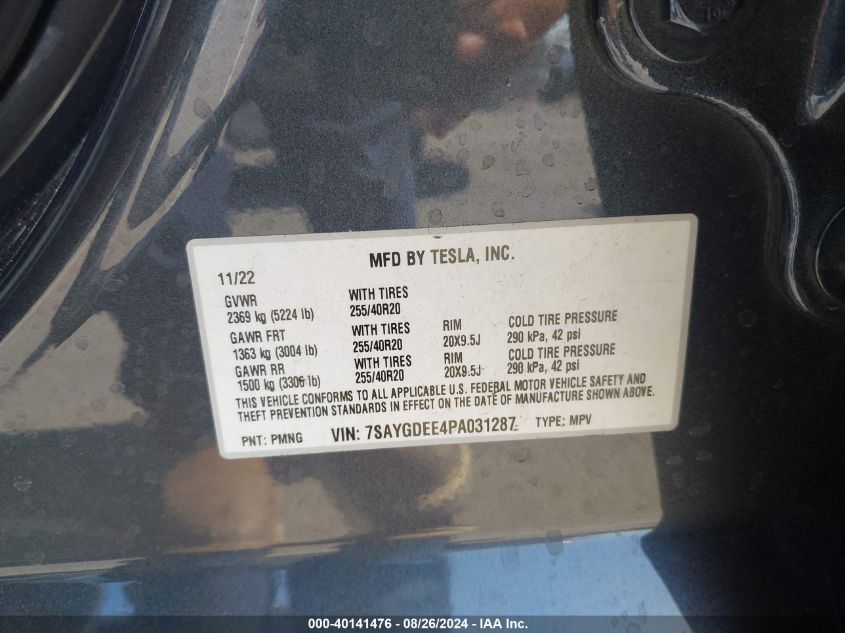 MFD BY TESLA, INC.
11/22
GVWR WITH TIRES
2369 kg (5224 lb) 255/40R20
GAWR FRT WITH TIRES RIM COLD TIRE PRESSURE
1363 kg (3004 lb) 255/40R20 20X9.5J 290 kPa, 42 psi
GAWR RR WITH TIRES RIM COLD TIRE PRESSURE
1500 kg (3306 lb) 255/40R20 20X9.5J 290 kPa, 42 psi
THIS VEHICLE CONFORMS TO ALL APPLICABLE U.S. FEDERAL MOTOR VEHICLE SAFETY AND
THEFT PREVENTION STANDARDS IN EFFECT ON THE DATE OF MANUFACTURE SHOWN ABOVE.
PNT: PMNG VIN: 7SAYGDEE4PA031287 TYPE: MPV
000-40141476 - 08/26/2024 - IAA Inc.